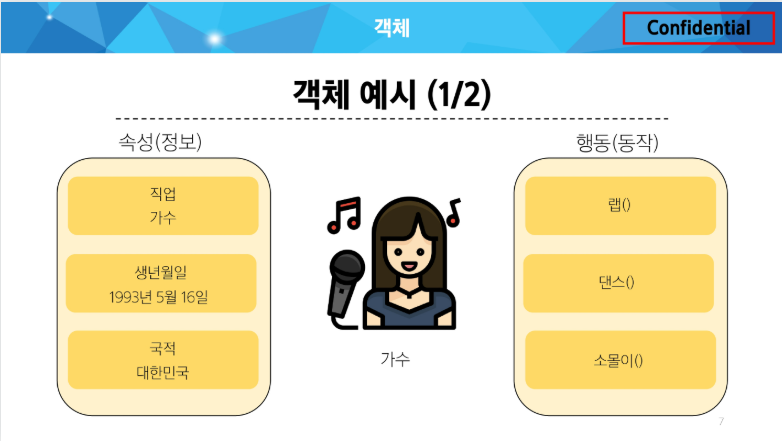 객체
Confidential
객체 예시 (1/2)
속성(정보)
직업
가수
생년월일
1993년 5월 16일
국적
대한민국
가수
행동(동작)
랩()
댄스()
소몰이()
7